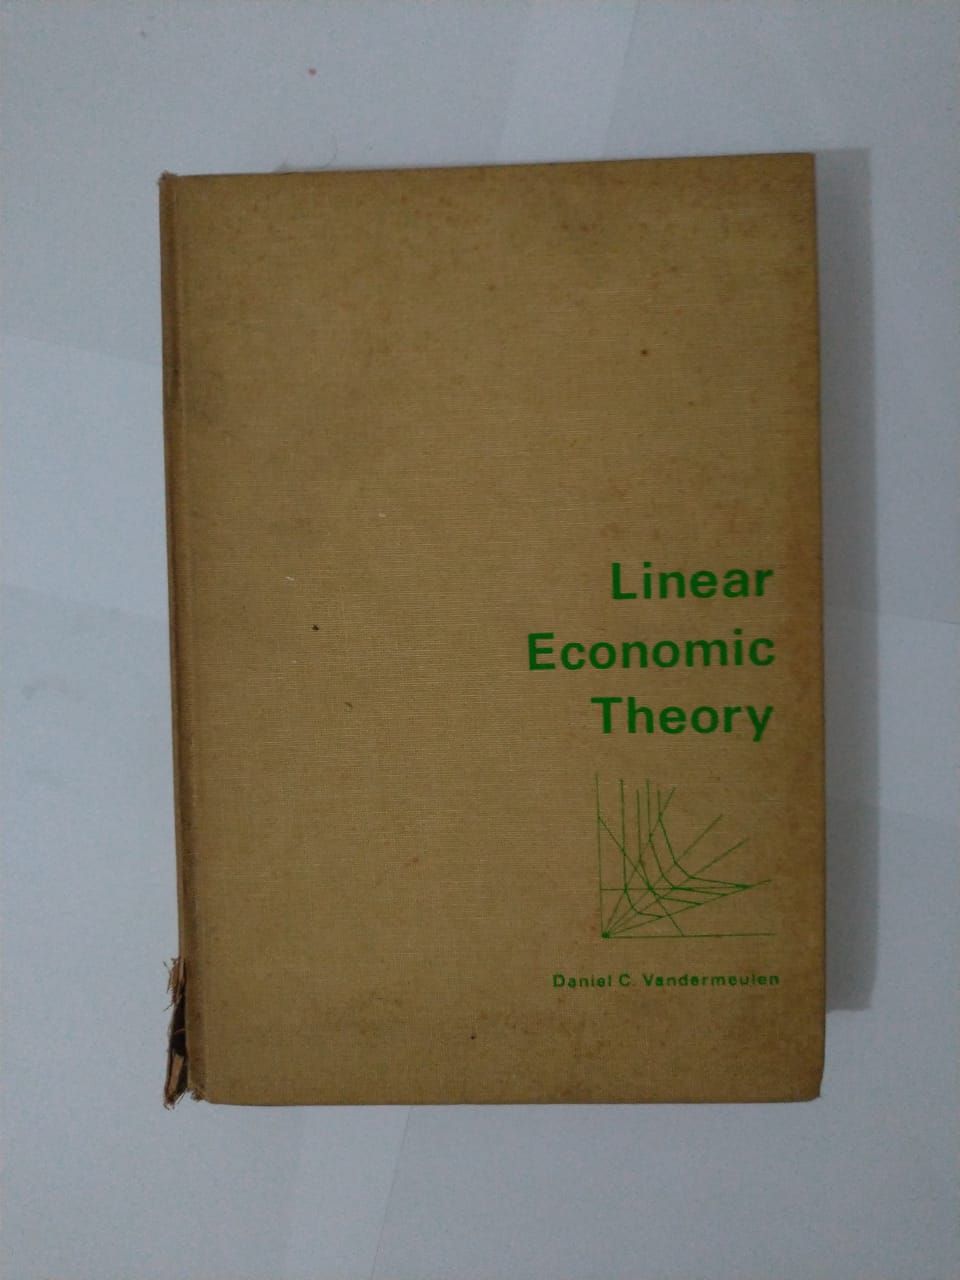 Linear
Economic
Theory
Daniel C. Vandermeulen